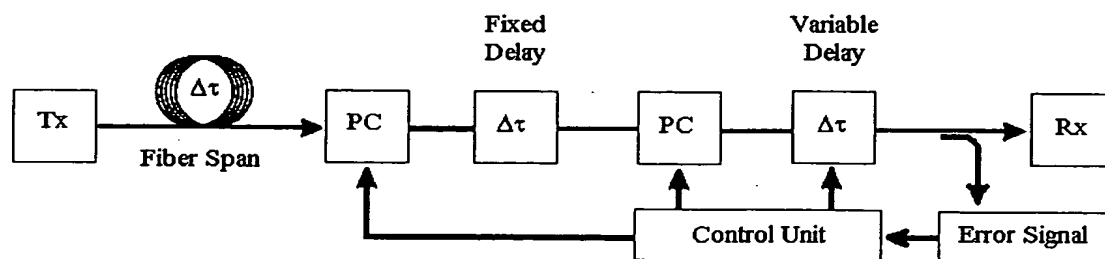 Fixed
Delay
Variable
Delay
Δτ
Tx
PC
Δτ
PC
Δτ
Rx
Fiber Span
Control Unit
Error Signal